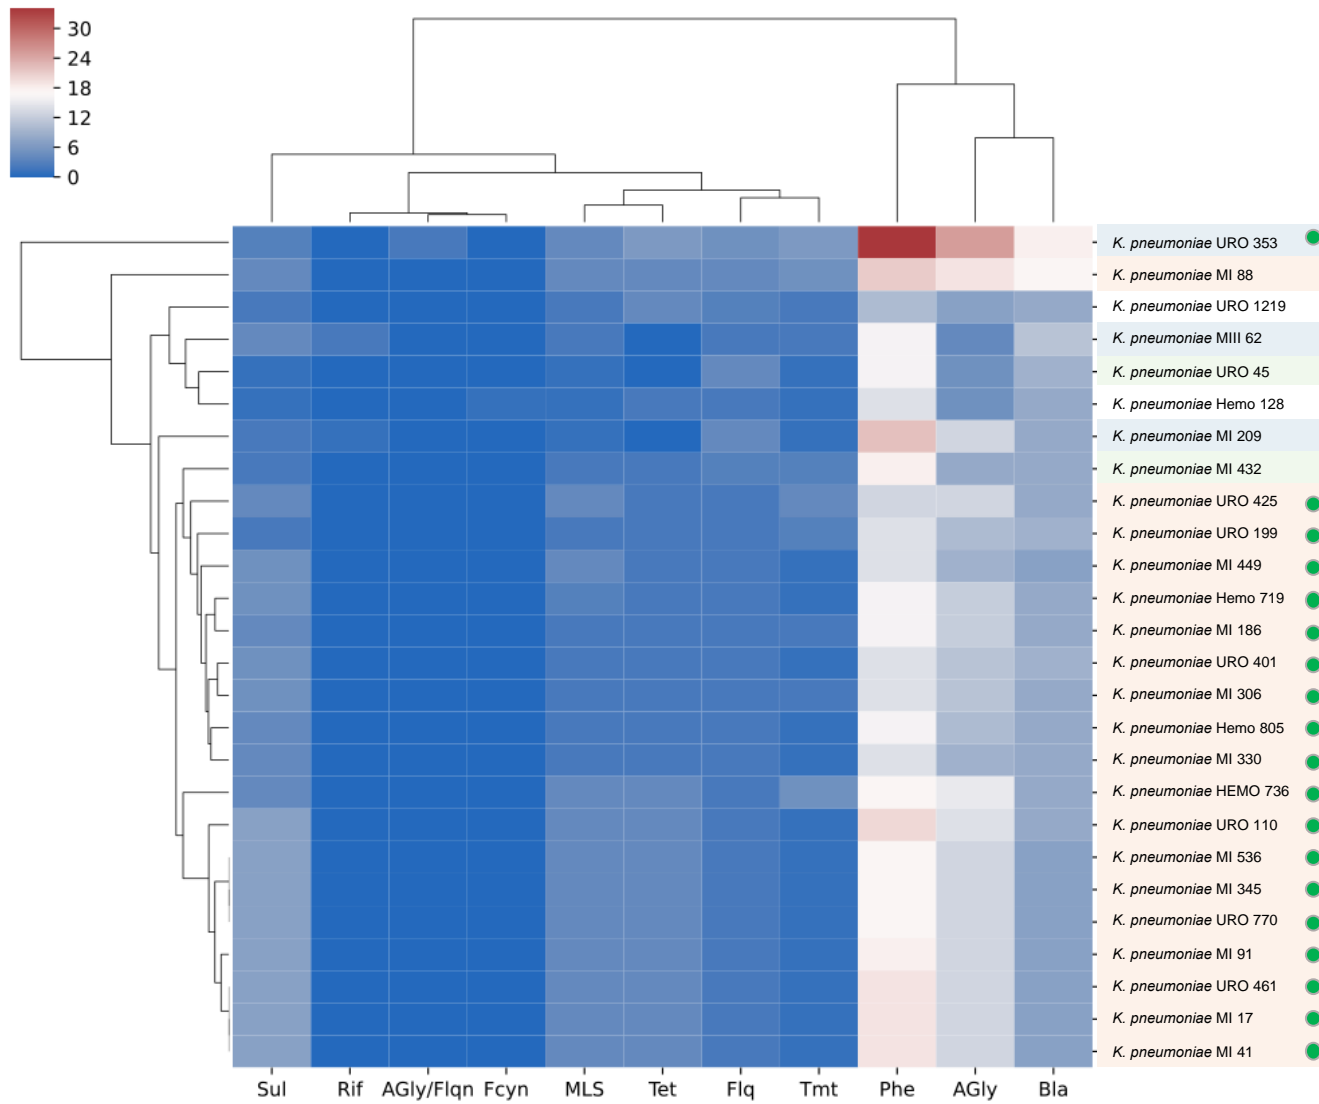 30
24
18
12
6
0
K. pneumoniae URO 353
K. pneumoniae MI 88
K. pneumoniae URO 1219
K. pneumoniae MIII 62
K. pneumoniae URO 45
K. pneumoniae Hemo 128
K. pneumoniae MI 209
K. pneumoniae MI 432
K. pneumoniae URO 425
K. pneumoniae URO 199
K. pneumoniae MI 449
K. pneumoniae Hemo 719
K. pneumoniae MI 186
K. pneumoniae URO 401
K. pneumoniae MI 306
K. pneumoniae Hemo 805
K. pneumoniae MI 330
K. pneumoniae HEMO 736
K. pneumoniae URO 110
K. pneumoniae MI 536
K. pneumoniae MI 345
K. pneumoniae URO 770
K. pneumoniae MI 91
K. pneumoniae URO 461
K. pneumoniae MI 17
K. pneumoniae MI 41
Sul Rif AGly/Flqn Fcyn MLS Tet Flq Tmt Phe AGly Bla